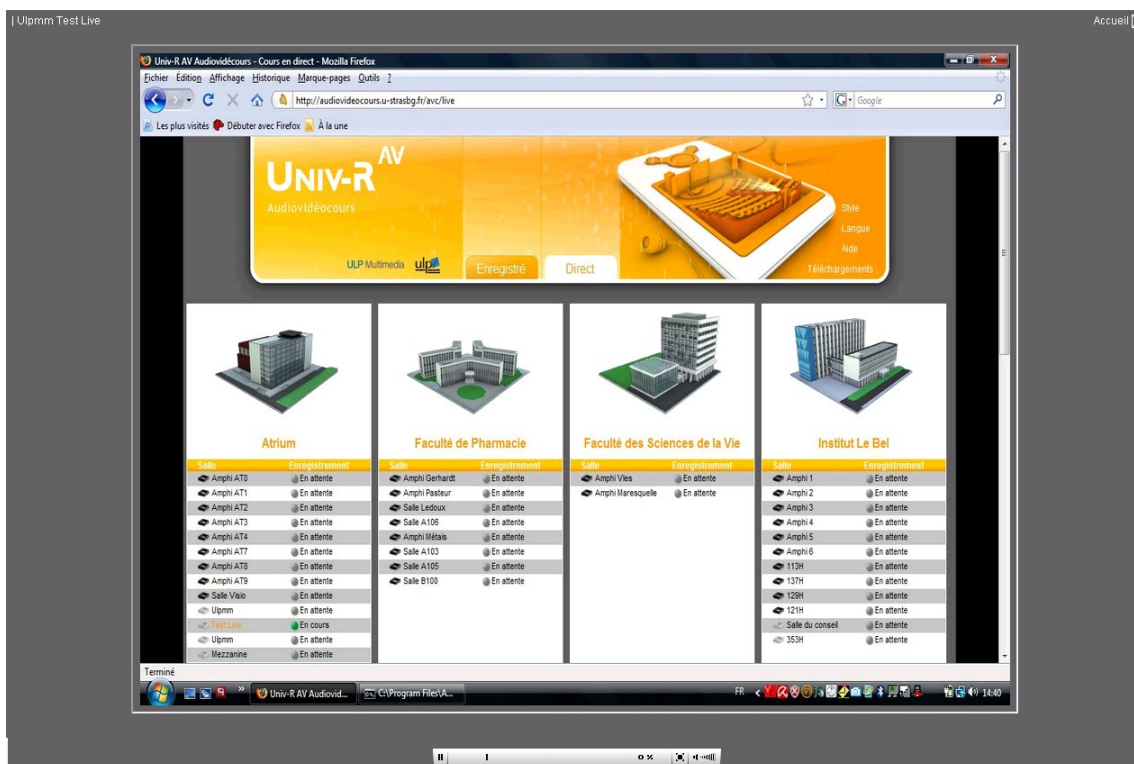 | Ulpmm Test Live
Accueil
Univ-R AV Audiovidécours - Cours en direct - Mozilla Firefox
Fichier Édition Affichage Historique Marque-pages Outils ?
http://audiovideocours.u-strasbg.fr/avc/live
Google
Les plus visités Débuter avec Firefox À la une
UNIV-R AV
Audiovidéocours
Style
Langue
Aide
Téléchargements
ULP Multimedia ulp
Enregistré Direct
Atrium
Salle Enregistrement
Amphi AT0 En attente
Amphi AT1 En attente
Amphi AT2 En attente
Amphi AT3 En attente
Amphi AT4 En attente
Amphi AT7 En attente
Amphi AT8 En attente
Amphi AT9 En attente
Salle Visio En attente
Ulpmm En attente
Test Live En cours
Ulpmm En attente
Mezzanine En attente
Faculté de Pharmacie
Salle Enregistrement
Amphi Gerhardt En attente
Amphi Pasteur En attente
Salle Ledoux En attente
Salle A106 En attente
Amphi Métais En attente
Salle A103 En attente
Salle A105 En attente
Salle B100 En attente
Faculté des Sciences de la Vie
Salle Enregistrement
Amphi Vles En attente
Amphi Maresquelle En attente
Institut Le Bel
Salle Enregistrement
Amphi 1 En attente
Amphi 2 En attente
Amphi 3 En attente
Amphi 4 En attente
Amphi 5 En attente
Amphi 6 En attente
113H En attente
137H En attente
129H En attente
121H En attente
Salle du conseil En attente
353H En attente
Terminé
Univ-R AV Audiovid... C:\Program Files\A... FR 14:40
0 %